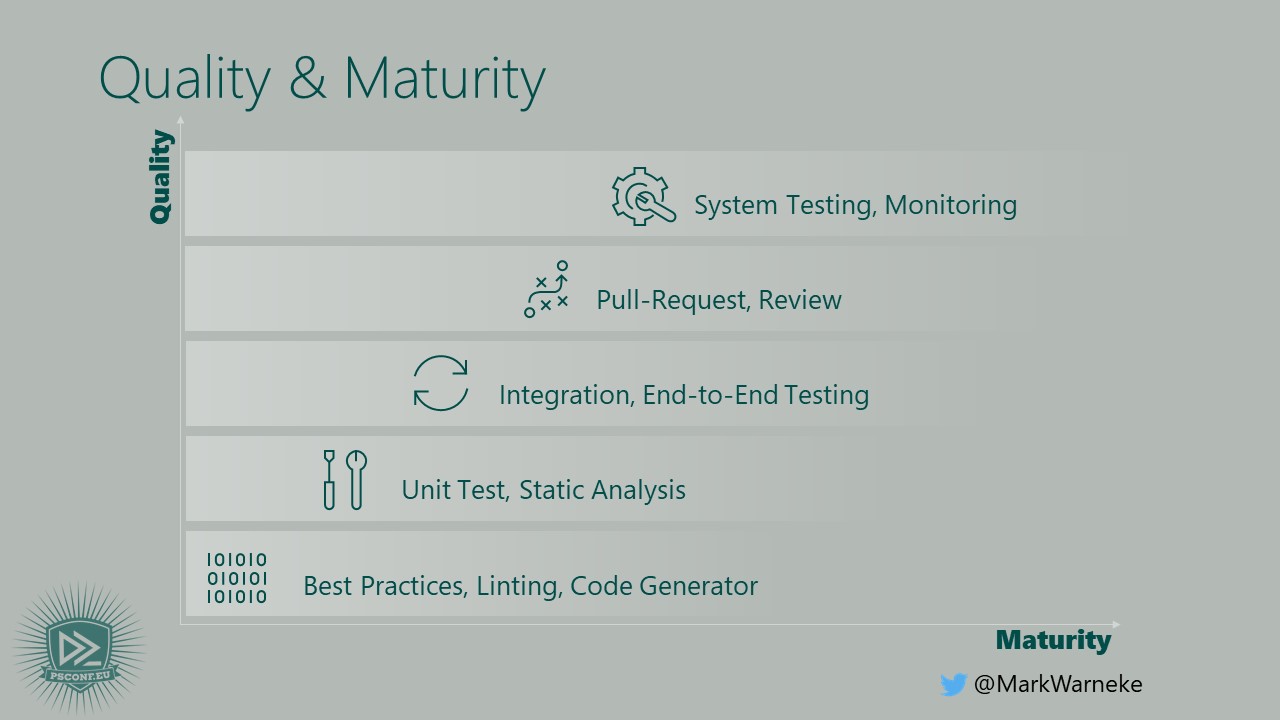 Quality & Maturity
Quality
System Testing, Monitoring
Pull-Request, Review
Integration, End-to-End Testing
Unit Test, Static Analysis
101010
010101
101010
Best Practices, Linting, Code Generator
Maturity
PSCONF.EU
@MarkWarneke